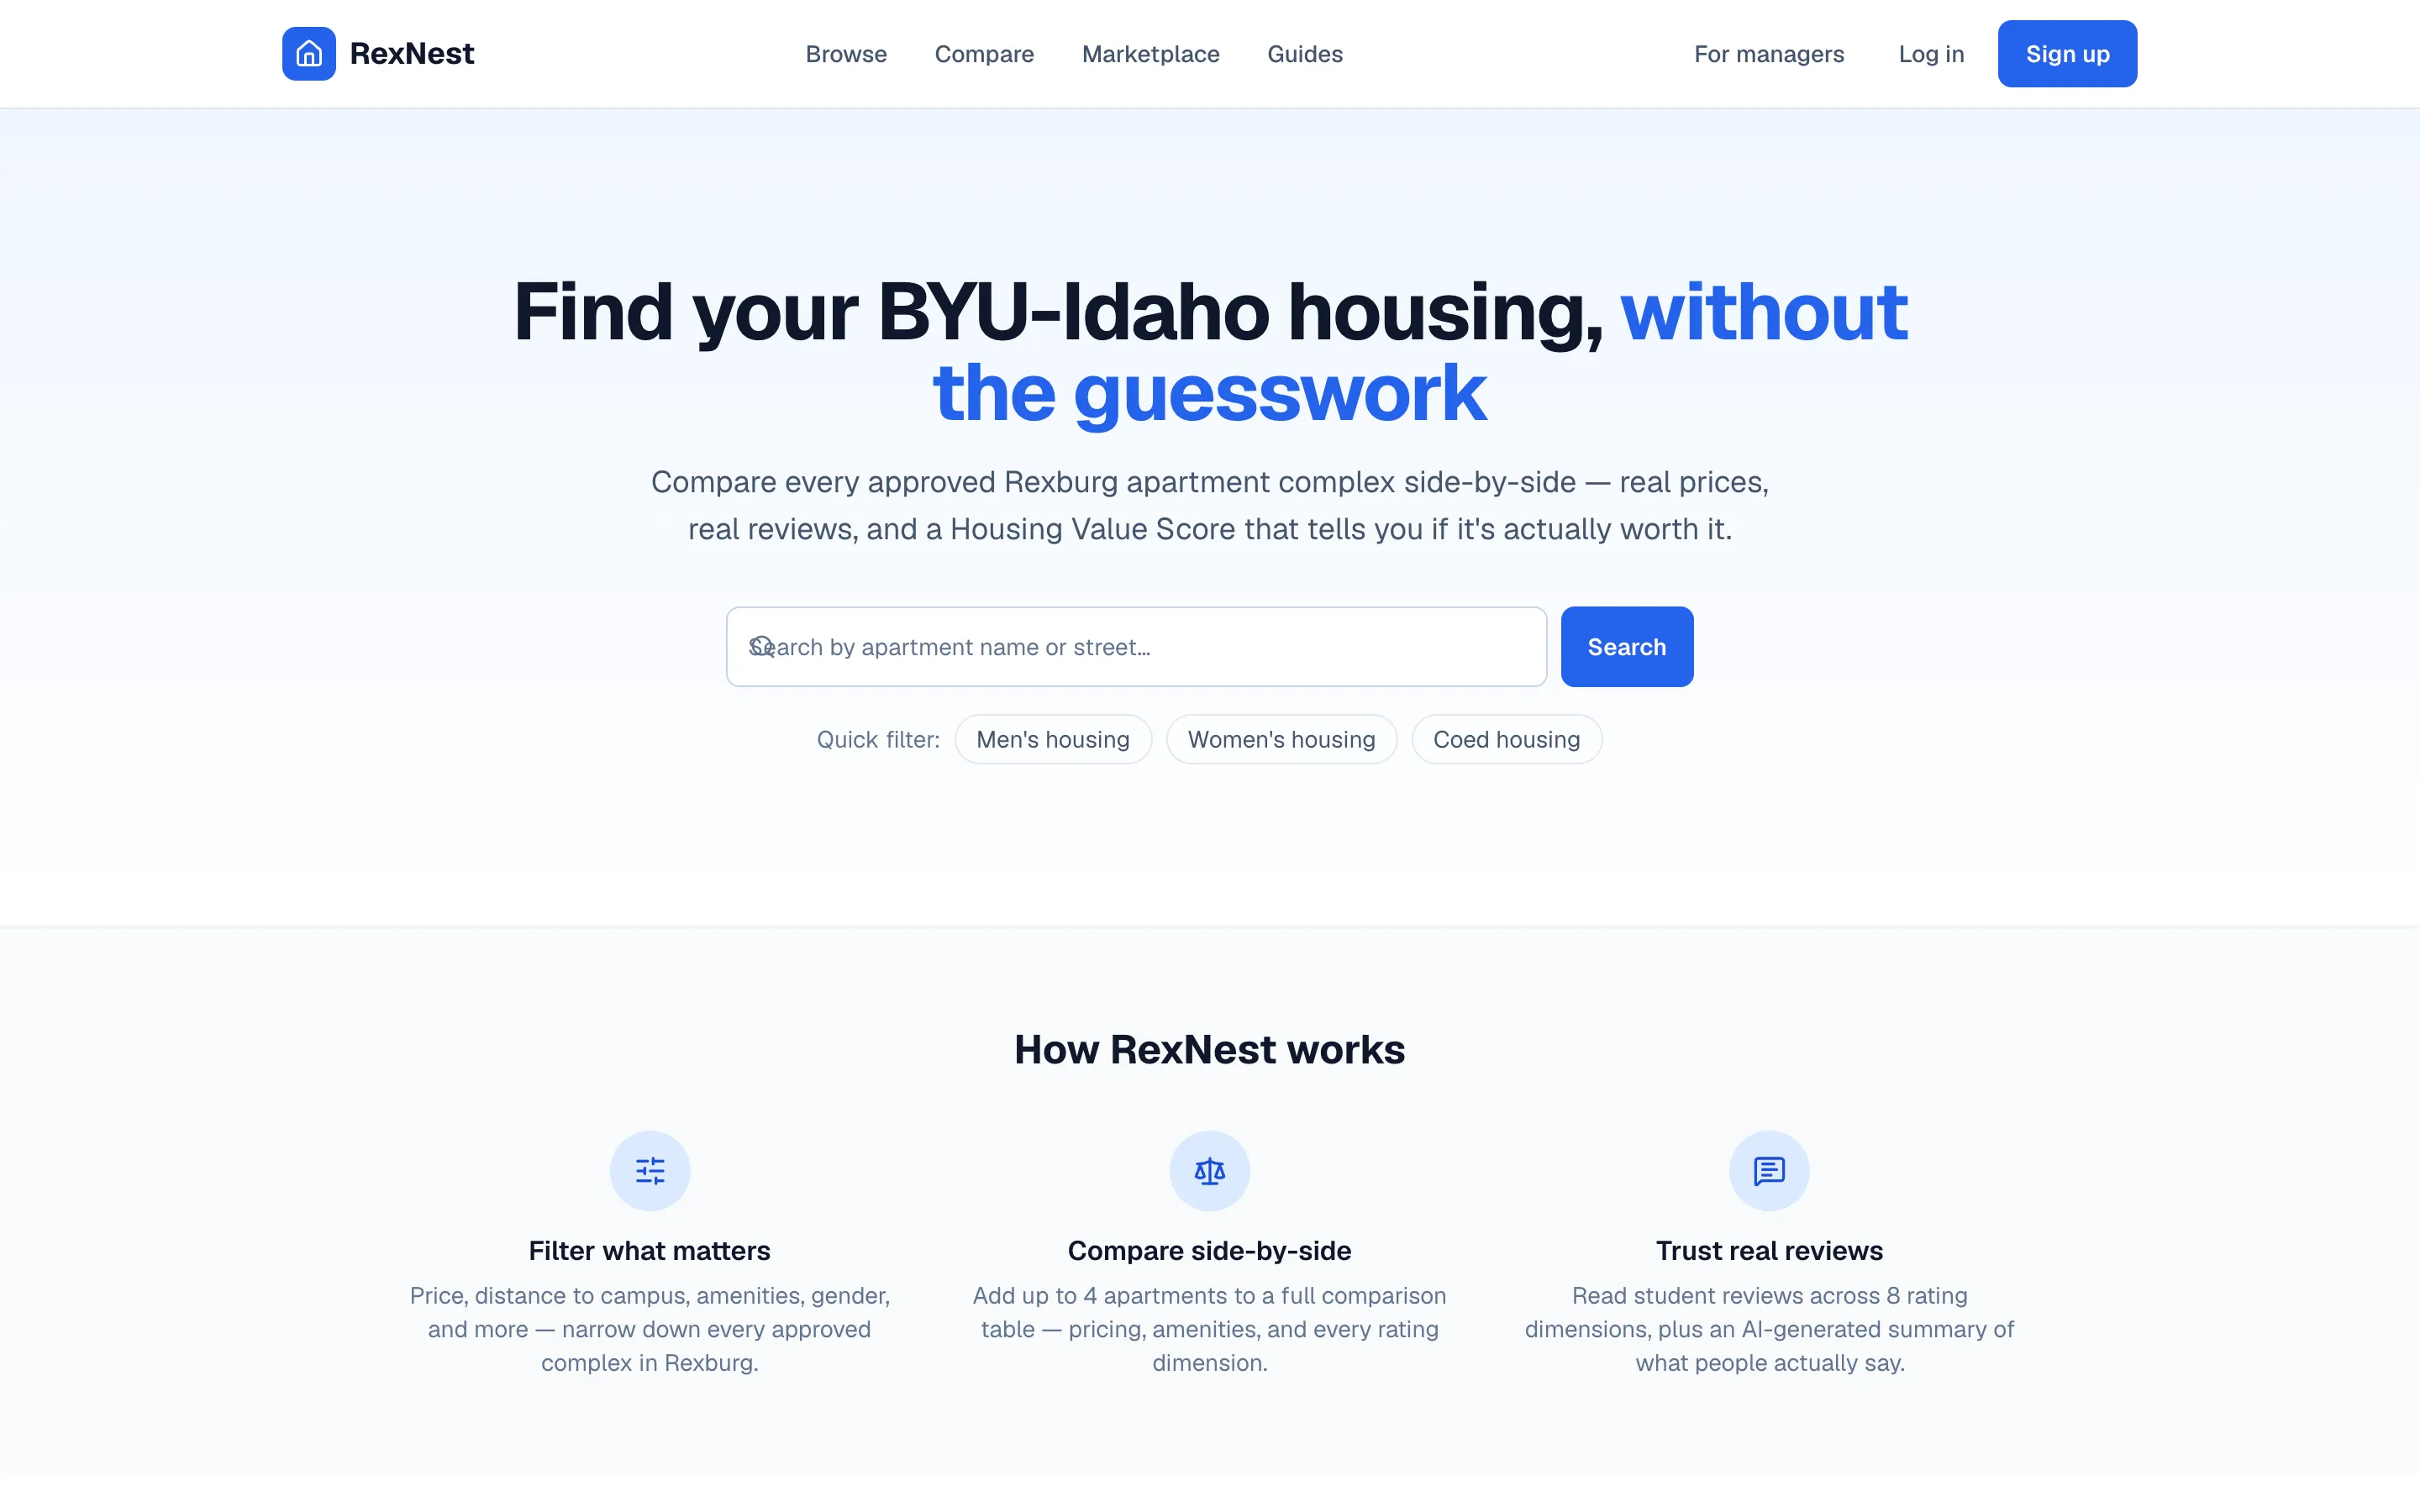 RexNest
Browse
Compare
Marketplace
Guides
For managers
Log in
Sign up
Find your BYU-Idaho housing, without
the guesswork
Compare every approved Rexburg apartment complex side-by-side — real prices,
real reviews, and a Housing Value Score that tells you if it's actually worth it.
Search by apartment name or street...
Search
Quick filter:
Men's housing
Women's housing
Coed housing
How RexNest works
Filter what matters
Price, distance to campus, amenities, gender,
and more — narrow down every approved
complex in Rexburg.
Compare side-by-side
Add up to 4 apartments to a full comparison
table — pricing, amenities, and every rating
dimension.
Trust real reviews
Read student reviews across 8 rating
dimensions, plus an AI-generated summary of
what people actually say.